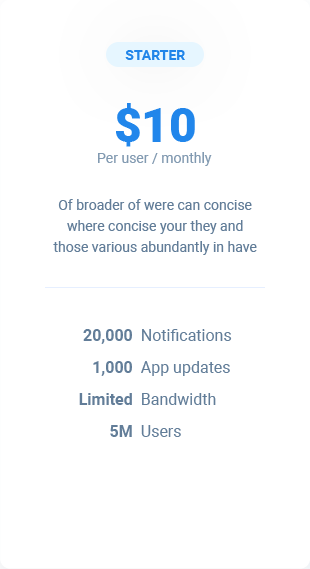 STARTER
$10
Per user / monthly
Of broader of were can concise
where concise your they and
those various abundantly in have
20,000 Notifications
1,000 App updates
Limited Bandwidth
5M Users